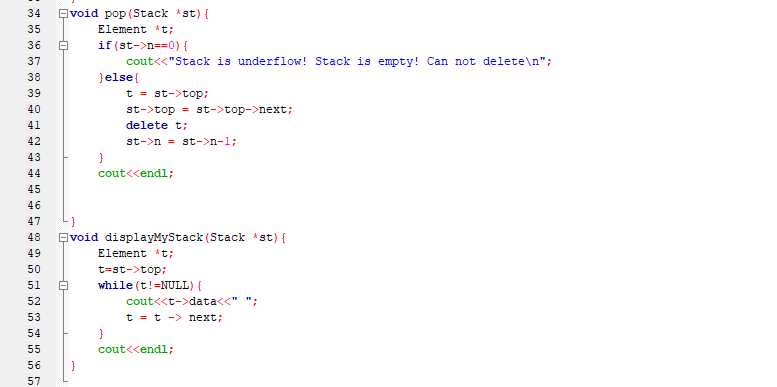 34 void pop(Stack *st){
35 Element *t;
36 if(st->n==0){
37 cout<<"Stack is underflow! Stack is empty! Can not delete\n";
38 }else{
39 t = st->top;
40 st->top = st->top->next;
41 delete t;
42 st->n = st->n-1;
43 }
44 cout<<endl;
45
46
47 }
48 void displayMyStack(Stack *st){
49 Element *t;
50 t=st->top;
51 while(t!=NULL){
52 cout<<t->data<<" ";
53 t = t -> next;
54 }
55 cout<<endl;
56 }
57